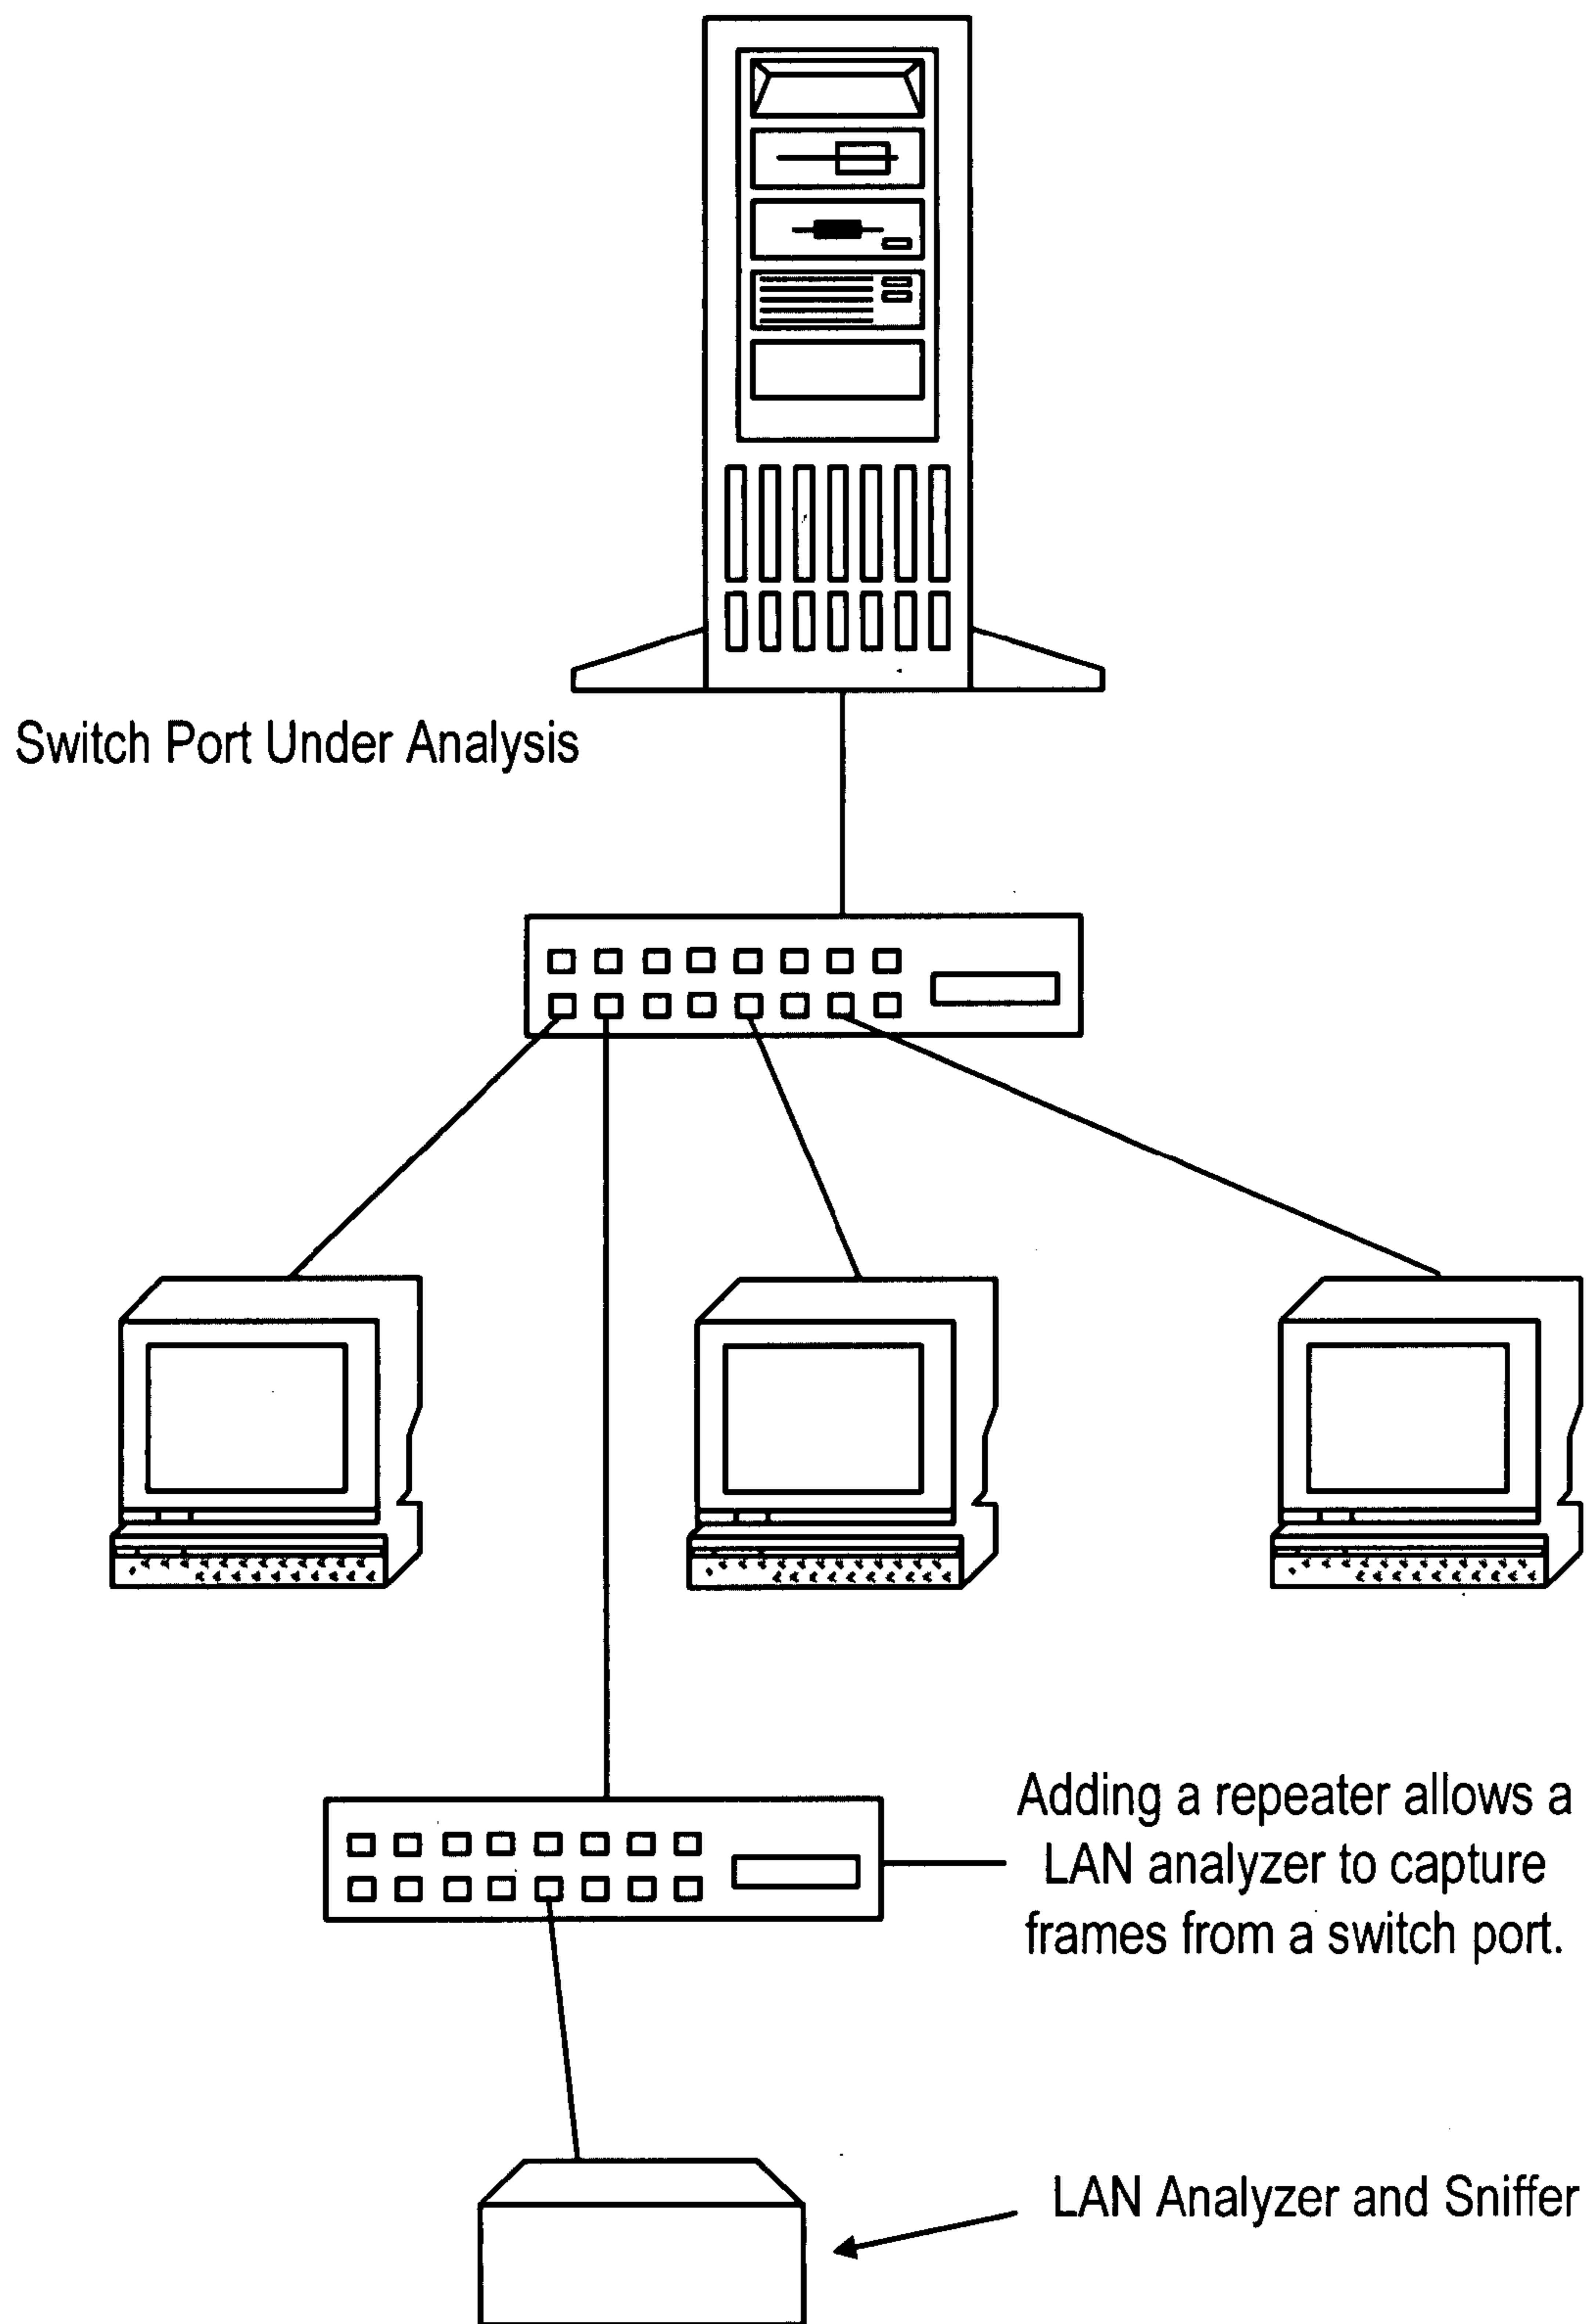 Switch Port Under Analysis
Adding a repeater allows a
LAN analyzer to capture
frames from a switch port.
LAN Analyzer and Sniffer